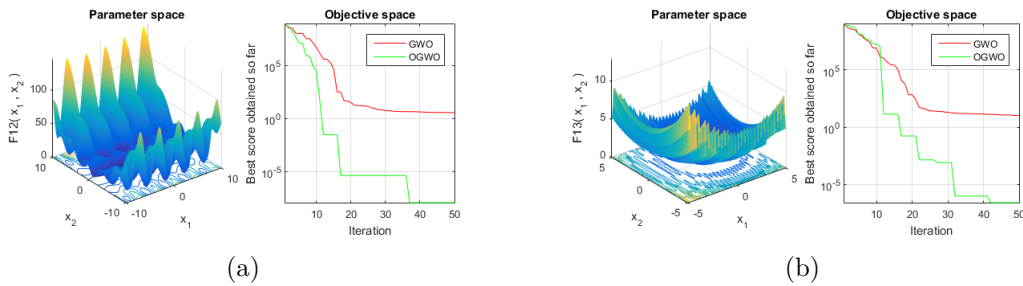 Parameter space
F12( x1 , x2 )
100
50
0
10
0
-10
x2
-10
0
10
x1
Objective space
Best score obtained so far
10^5
10^0
10^-5
10
20
30
40
50
Iteration
GWO
OGWO
(a)
Parameter space
F13( x1 , x2 )
10
5
0
5
0
-5
x2
-5
0
5
x1
Objective space
Best score obtained so far
10^5
10^0
10^-5
10
20
30
40
50
Iteration
GWO
OGWO
(b)